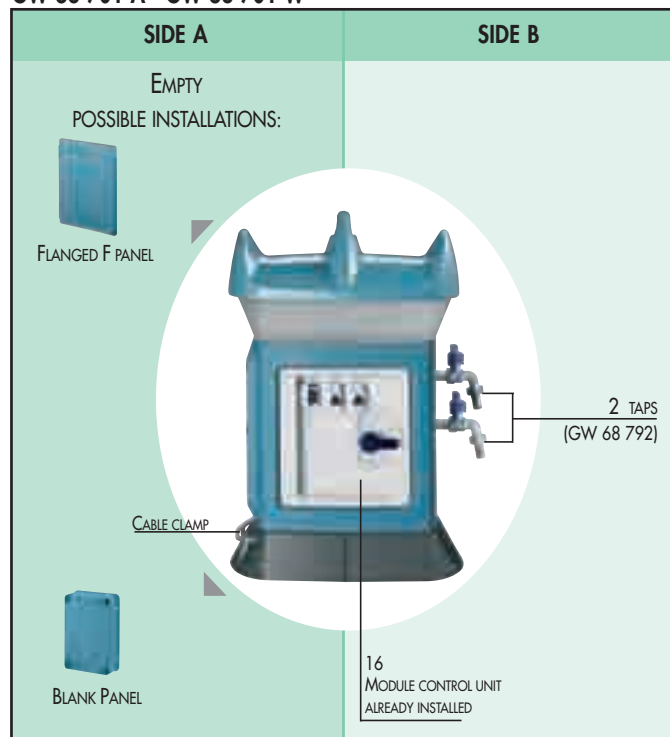 SIDE A
SIDE B
EMPTY
POSSIBLE INSTALLATIONS:
FLANGED F PANEL
2 TAPS
(GW 68 792)
CABLE CLAMP
16
MODULE CONTROL UNIT
ALREADY INSTALLED
BLANK PANEL